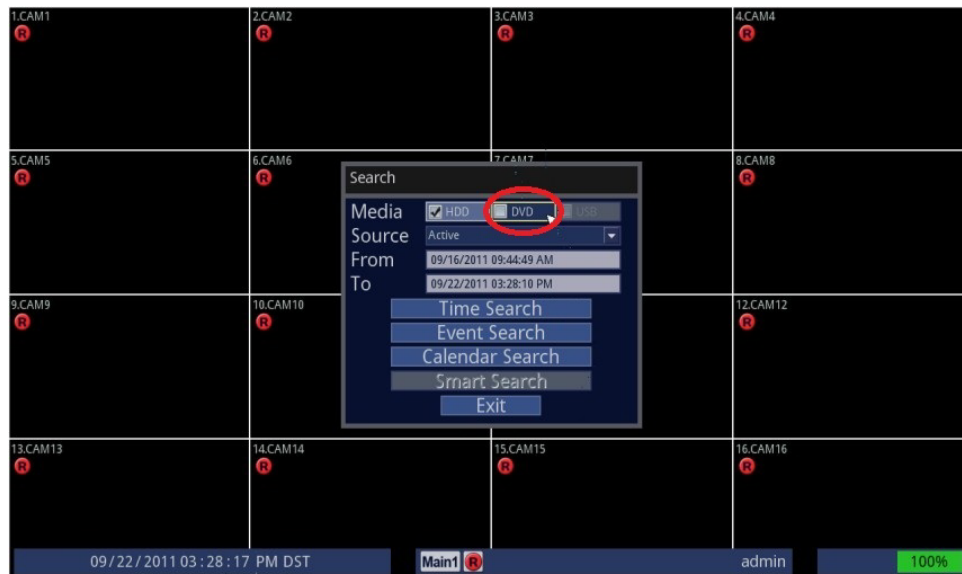 1.CAM1 2.CAM2 3.CAM3 4.CAM4
R R R R
5.CAM5 6.CAM6 7.CAM7 8.CAM8
R R R
Search
Media HDD DVD USB
Source Active
From 09/16/2011 09:44:49 AM
To 09/22/2011 03:28:10 PM
9.CAM9 10.CAM10 12.CAM12
R R R
Time Search
Event Search
Calendar Search
Smart Search
Exit
13.CAM13 14.CAM14 15.CAM15 16.CAM16
R R R R
09/22/2011 03:28:17 PM DST Main1 R admin 100%